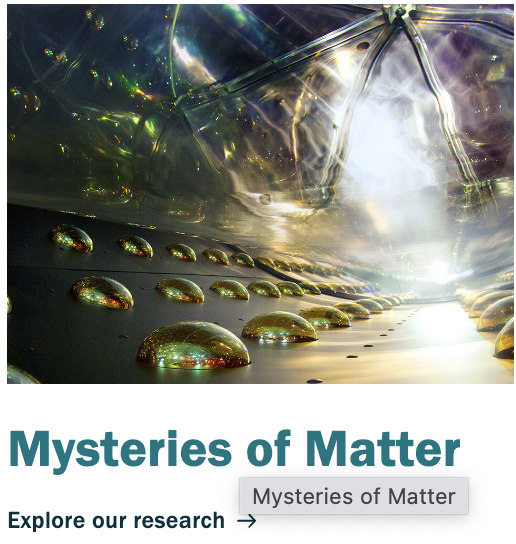 Mysteries of Matter
Mysteries of Matter
Explore our research →